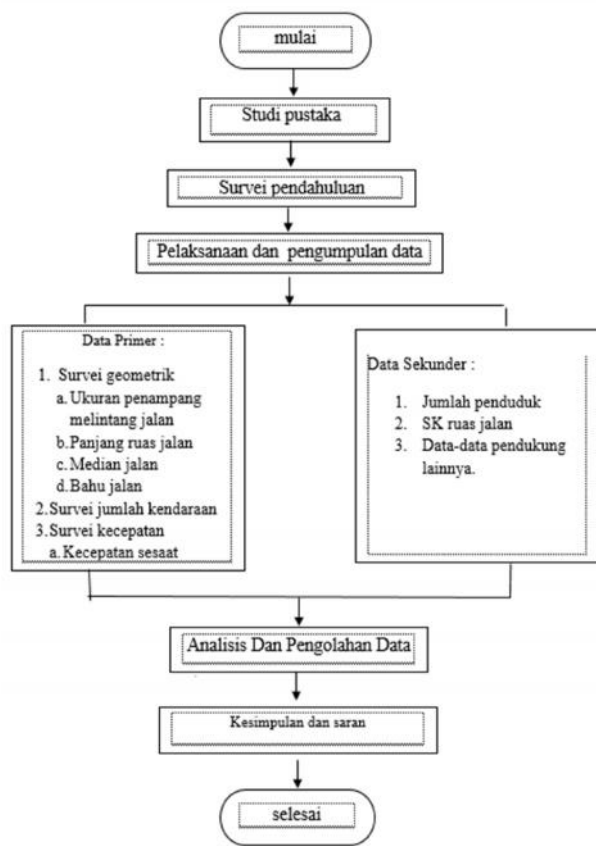 mulai
Studi pustaka
Survei pendahuluan
Pelaksanaan dan pengumpulan data
Data Primer :
1. Survei geometrik
a. Ukuran penampang
melintang jalan
b. Panjang ruas jalan
c. Median jalan
d. Bahu jalan
2. Survei jumlah kendaraan
3. Survei kecepatan
a. Kecepatan sesaat
Data Sekunder :
1. Jumlah penduduk
2. SK ruas jalan
3. Data-data pendukung
lainnya.
Analisis Dan Pengolahan Data
Kesimpulan dan saran
selesai